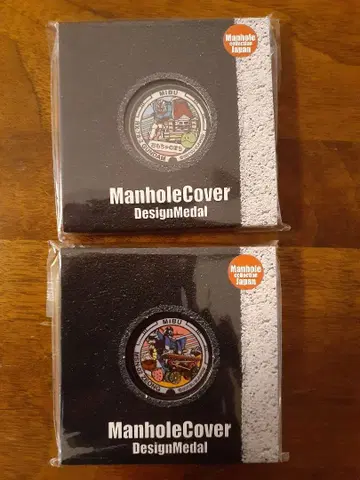 Manhole
collection
Japan
MIBU
ManholeCover
DesignMedal
Manhole
collection
Japan
MIBU
ManholeCover
DesignMedal